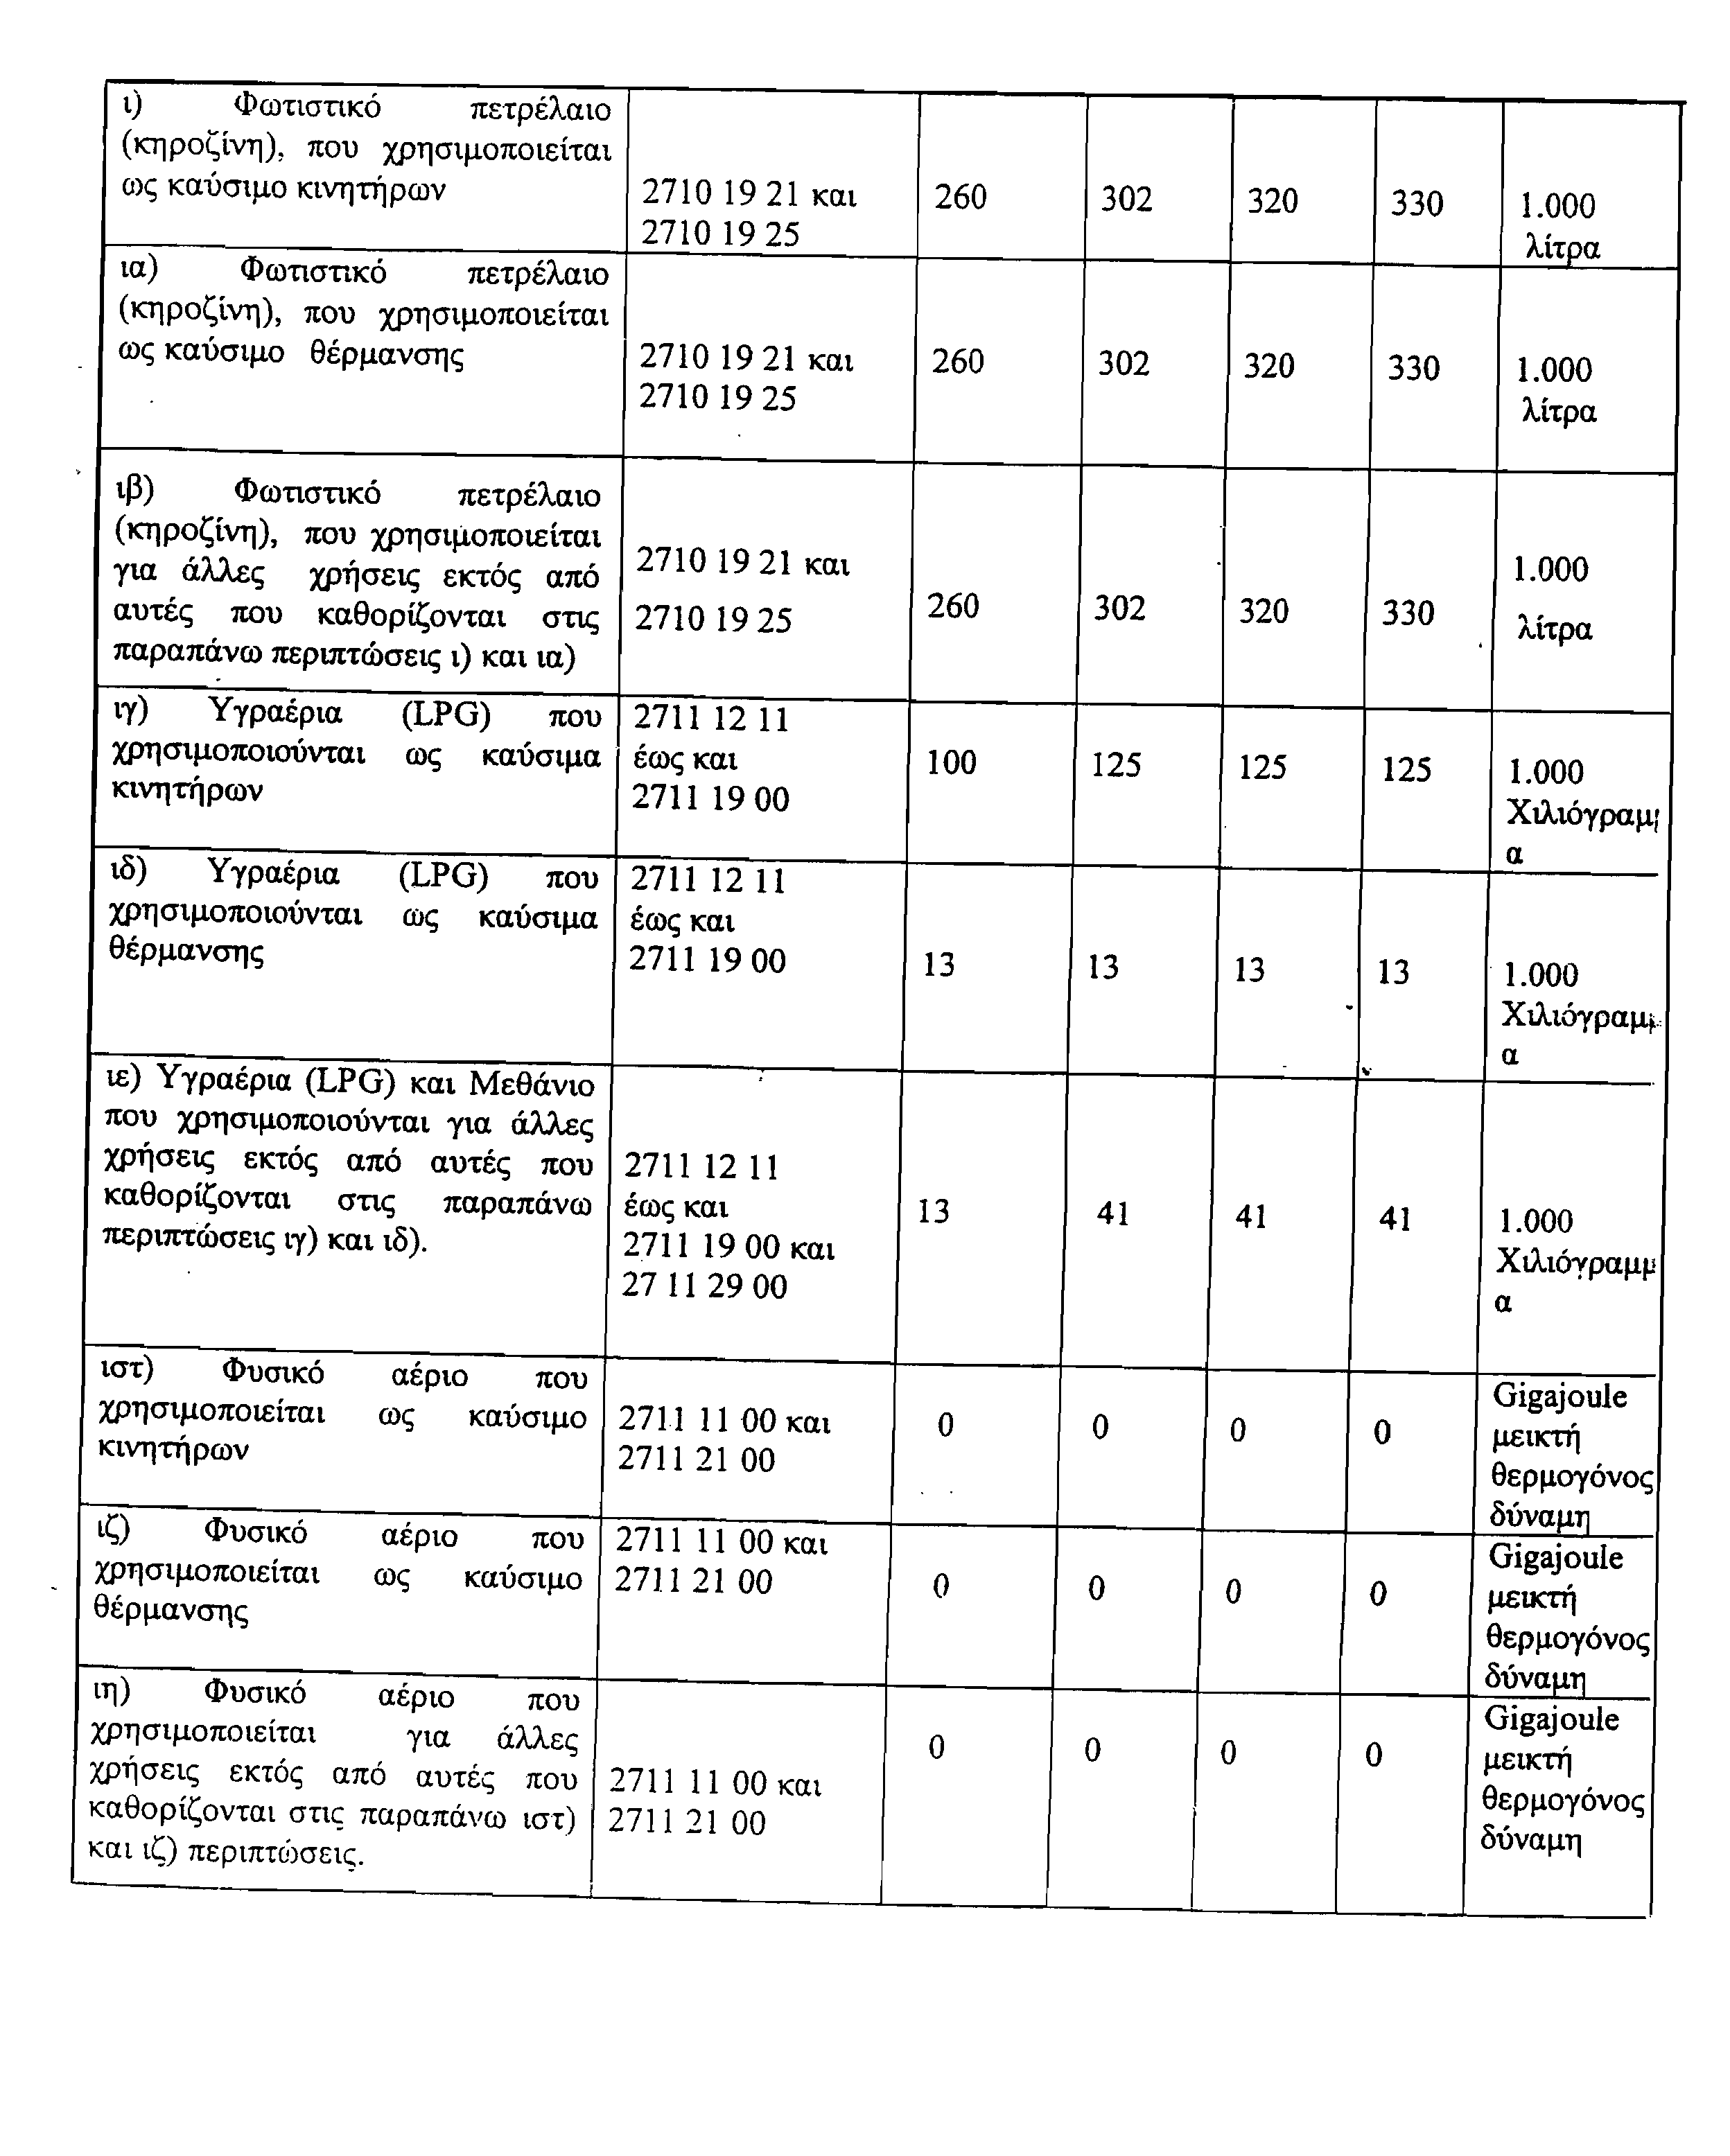 ι) Φωτιστικό πετρέλαιο
(κηροζίνη), που χρησιμοποιείται
ως καύσιμο κινητήρων
2710 19 21 και
2710 19 25
260
302
320
330
1.000
λίτρα
ια) Φωτιστικό πετρέλαιο
(κηροζίνη), που χρησιμοποιείται
ως καύσιμο θέρμανσης
2710 19 21 και
2710 19 25
260
302
320
330
1.000
λίτρα
ιβ) Φωτιστικό πετρέλαιο
(κηροζίνη), που χρησιμοποιείται
για άλλες χρήσεις εκτός από
αυτές που καθορίζονται στις
παραπάνω περιπτώσεις ι) και ια)
2710 19 21 και
2710 19 25
260
302
320
330
1.000
λίτρα
ιγ) Υγραέρια (LPG) που
χρησιμοποιούνται ως καύσιμα
κινητήρων
2711 12 11
έως και
2711 19 00
100
125
125
125
1.000
Χιλιόγραμμ
α
ιδ) Υγραέρια (LPG) που
χρησιμοποιούνται ως καύσιμα
θέρμανσης
2711 12 11
έως και
2711 19 00
13
13
13
13
1.000
Χιλιόγραμμ
α
ιε) Υγραέρια (LPG) και Μεθάνιο
που χρησιμοποιούνται για άλλες
χρήσεις εκτός από αυτές που
καθορίζονται στις παραπάνω
περιπτώσεις ιγ) και ιδ).
2711 12 11
έως και
2711 19 00 και
27 11 29 00
13
41
41
41
1.000
Χιλιόγραμμ
α
ιστ) Φυσικό αέριο που
χρησιμοποιείται ως καύσιμο
κινητήρων
2711 11 00 και
2711 21 00
0
0
0
0
Gigajoule
μεικτή
θερμογόνος
δύναμη
ιζ) Φυσικό αέριο που
χρησιμοποιείται ως καύσιμο
θέρμανσης
2711 11 00 και
2711 21 00
0
0
0
0
Gigajoule
μεικτή
θερμογόνος
δύναμη
ιη) Φυσικό αέριο που
χρησιμοποιείται για άλλες
χρήσεις εκτός από αυτές που
καθορίζονται στις παραπάνω ιστ)
και ιζ) περιπτώσεις.
2711 11 00 και
2711 21 00
0
0
0
0
Gigajoule
μεικτή
θερμογόνος
δύναμη